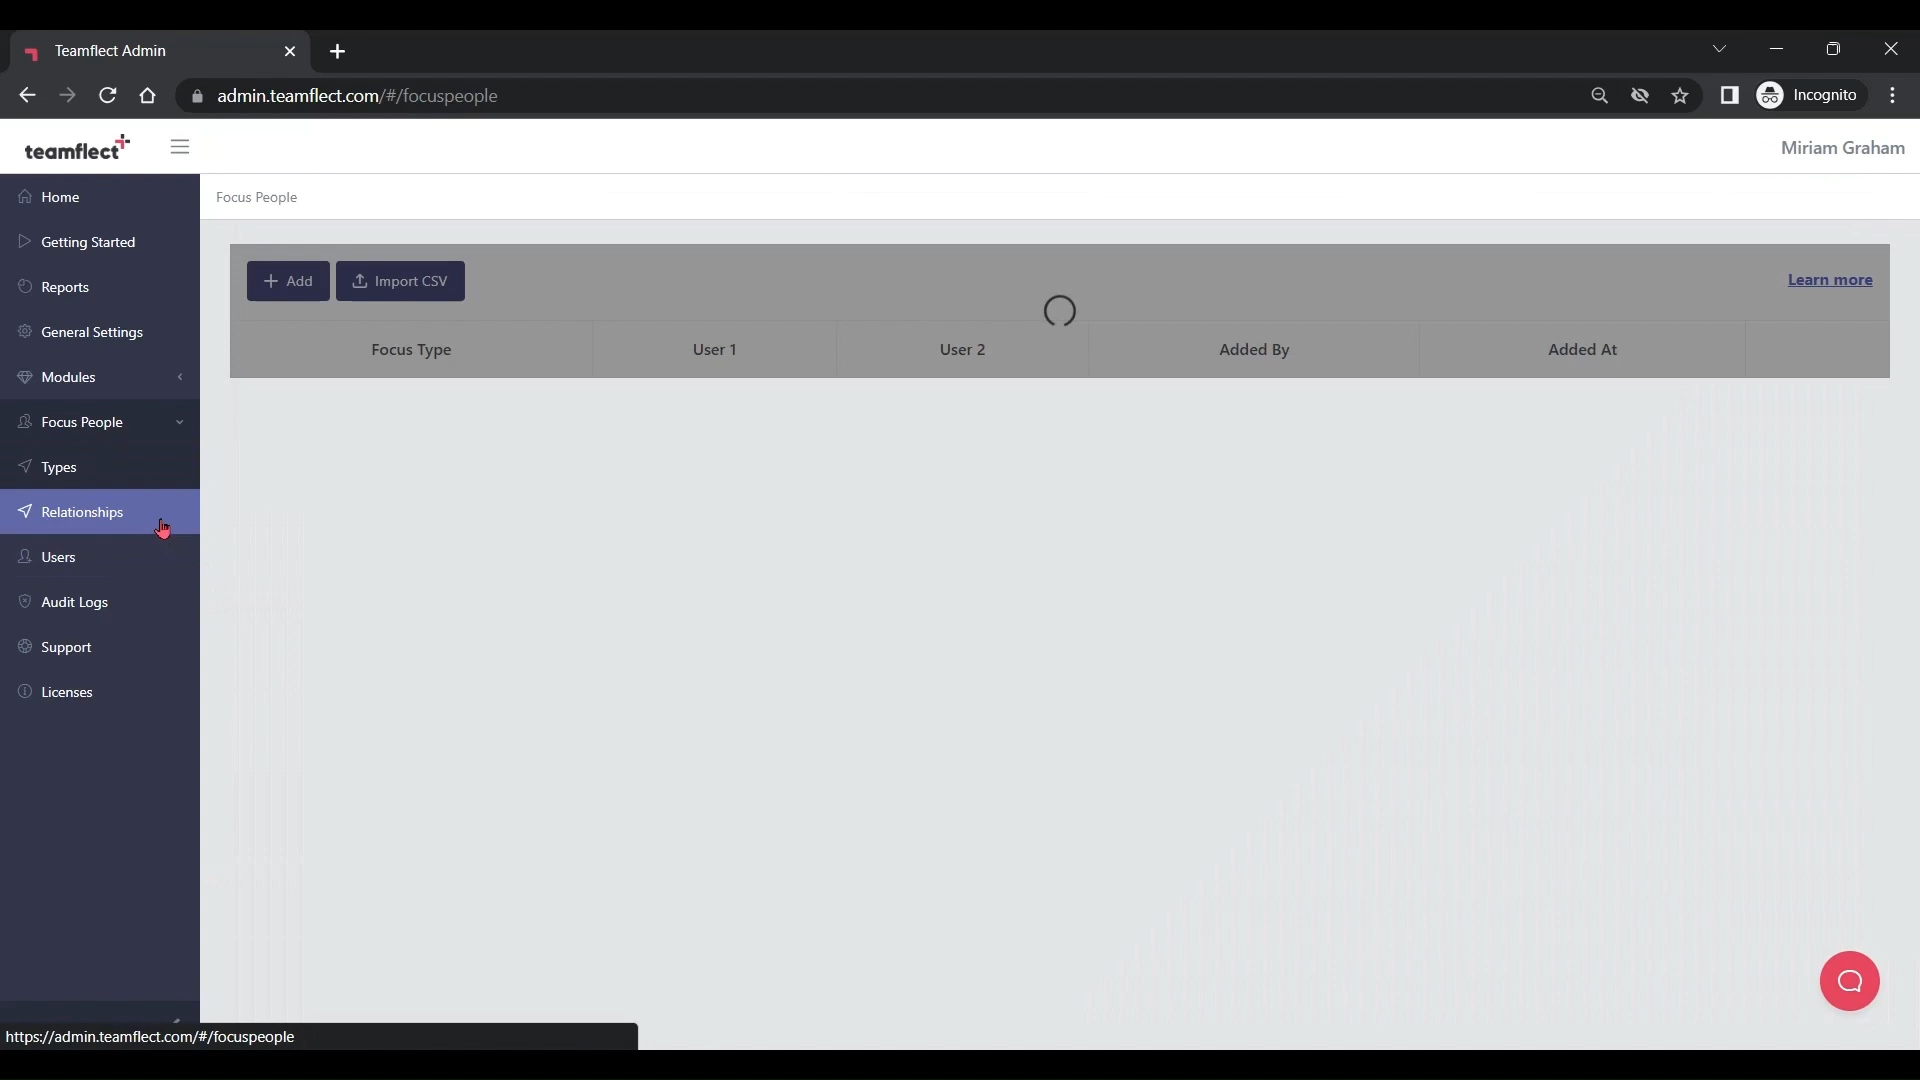 Teamflect Admin
admin.teamflect.com/#/focuspeople
Incognito
teamflect
Miriam Graham
Home
Focus People
Getting Started
Reports
General Settings
Modules
Focus People
Types
Relationships
Users
Audit Logs
Support
Licenses
Add
Import CSV
Learn more
Focus Type
User 1
User 2
Added By
Added At
https://admin.teamflect.com/#/focuspeople